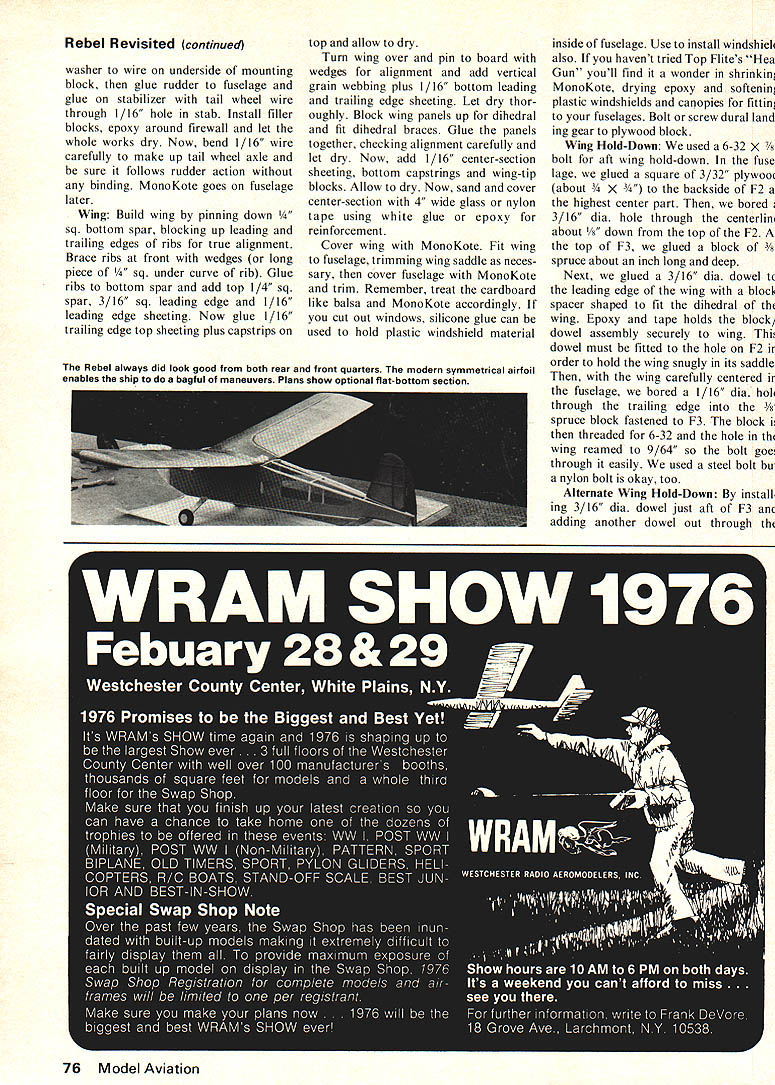 Rebel Revisited (continued)
washer to wire on underside of mounting
block, then glue rudder to fuselage and
glue on stabilizer with tail wheel wire
through 1/16″ hole in stab. Install filler
blocks, epoxy around firewall and let the
whole works dry. Now, bend 1/16″ wire
carefully to make up tail wheel axle and
be sure it follows rudder action without
any binding. MonoKote goes on fuselage
later.
Wing: Build wing by pinning down ¼″
sq. bottom spar, blocking up leading and
trailing edges of ribs for true alignment.
Brace ribs at front with wedges (or long
piece of ¼″ sq. under curve of rib). Glue
ribs to bottom spar and add top 1/4″ sq.
spar, 3/16″ sq. leading edge and 1/16″
leading edge sheeting. Now glue 1/16″
trailing edge top sheeting plus capstrips on
top and allow to dry.
Turn wing over and pin to board with
wedges for alignment and add vertical
grain webbing plus 1/16″ bottom leading
and trailing edge sheeting. Let dry thor-
oughly. Block wing panels up for dihedral
and fit dihedral braces. Glue the panels
together, checking alignment carefully and
let dry. Now, add 1/16″ center-section
sheeting, bottom capstrings and wing-tip
blocks. Allow to dry. Now, sand and cover
center-section with 4″ wide glass or nylon
tape using white glue or epoxy for
reinforcement.
Cover wing with MonoKote. Fit wing
to fuselage, trimming wing saddle as neces-
sary, then cover fuselage with MonoKote
and trim. Remember, treat the cardboard
like balsa and MonoKote accordingly. If
you cut out windows, silicone glue can be
used to hold plastic windshield material
inside of fuselage. Use to install windshield
also. If you haven't tried Top Flite's "Heat
Gun" you'll find it a wonder in shrinking
MonoKote, drying epoxy and softening
plastic windshields and canopies for fitting
to your fuselages. Bolt or screw dural land-
ing gear to plywood block.
Wing Hold-Down: We used a 6-32 × ⅞
bolt for aft wing hold-down. In the fuse-
lage, we glued a square of 3/32″ plywood
(about ¾ × ¾″) to the backside of F2 at
the highest center part. Then, we bored a
3/16″ dia. hole through the centerline
about ⅛″ down from the top of the F2. At
the top of F3, we glued a block of ⅜
spruce about an inch long and deep.
Next, we glued a 3/16″ dia. dowel to
the leading edge of the wing with a block
spacer shaped to fit the dihedral of the
wing. Epoxy and tape holds the block/
dowel assembly securely to wing. This
dowel must be fitted to the hole on F2 in
order to hold the wing snugly in its saddle.
Then, with the wing carefully centered in
the fuselage, we bored a 1/16″ dia. hole
through the trailing edge into the ⅜
spruce block fastened to F3. The block is
then threaded for 6-32 and the hole in the
wing reamed to 9/64″ so the bolt goes
through it easily. We used a steel bolt but
a nylon bolt is okay, too.
Alternate Wing Hold-Down: By install-
ing 3/16″ dia. dowel just aft of F3 and
adding another dowel out through the
The Rebel always did look good from both rear and front quarters. The modern symmetrical airfoil
enables the ship to do a bagful of maneuvers. Plans show optional flat-bottom section.
WRAM SHOW 1976
Febuary 28 & 29
Westchester County Center, White Plains, N.Y.
1976 Promises to be the Biggest and Best Yet!
It's WRAM's SHOW time again and 1976 is shaping up to
be the largest Show ever . . . 3 full floors of the Westchester
County Center with well over 100 manufacturer's booths,
thousands of square feet for models and a whole third
floor for the Swap Shop.
Make sure that you finish up your latest creation so you
can have a chance to take home one of the dozens of
trophies to be offered in these events: WW I, POST WW I
(Military), POST WW I (Non-Military), PATTERN, SPORT
BIPLANE, OLD TIMERS, SPORT, PYLON GLIDERS, HELI-
COPTERS, R/C BOATS, STAND-OFF SCALE, BEST JUN-
IOR AND BEST-IN-SHOW.
Special Swap Shop Note
Over the past few years, the Swap Shop has been inun-
dated with built-up models making it extremely difficult to
fairly display them all. To provide maximum exposure of
each built up model on display in the Swap Shop, 1976
Swap Shop Registration for complete models and air-
frames will be limited to one per registrant.
Make sure you make your plans now . . . 1976 will be the
biggest and best WRAM's SHOW ever!
WRAM
WESTCHESTER RADIO AEROMODELERS, INC.
Show hours are 10 AM to 6 PM on both days.
It's a weekend you can't afford to miss . . .
see you there.
For further information, write to Frank DeVore,
18 Grove Ave., Larchmont, N.Y. 10538.
76 Model Aviation